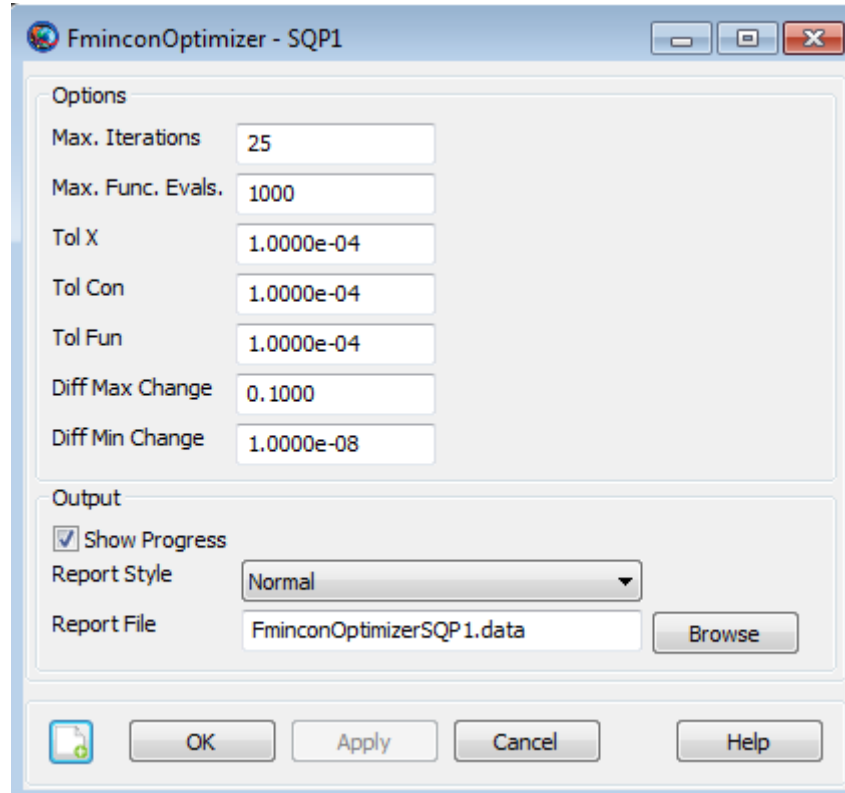 FminconOptimizer - SQP1
Options
Max. Iterations 25
Max. Func. Evals. 1000
Tol X 1.0000e-04
Tol Con 1.0000e-04
Tol Fun 1.0000e-04
Diff Max Change 0.1000
Diff Min Change 1.0000e-08
Output
Show Progress
Report Style Normal
Report File FminconOptimizerSQP1.data Browse
OK Apply Cancel Help